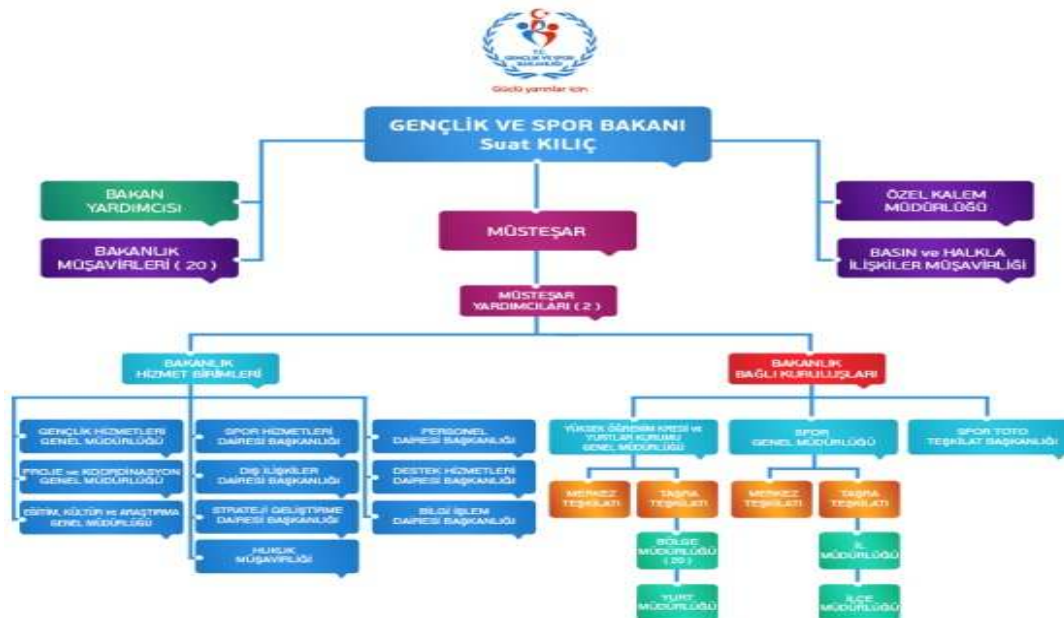 T.C.
GENÇLİK VE SPOR
BAKANLIĞI
Güçlü yarınlar için
GENÇLİK VE SPOR BAKANI
Suat KILIÇ
BAKAN
YARDIMCISI
BAKANLIK
MÜŞAVİRLERİ ( 20 )
MÜSTEŞAR
ÖZEL KALEM
MÜDÜRLÜĞÜ
BASIN ve HALKLA
İLİŞKİLER MÜŞAVİRLİĞİ
MÜSTEŞAR
YARDIMCILARI ( 2 )
BAKANLIK
HİZMET BİRİMLERİ
BAKANLIK
BAĞLI KURULUŞLARI
GENÇLİK HİZMETLERİ
GENEL MÜDÜRLÜĞÜ
PROJE ve KOORDİNASYON
GENEL MÜDÜRLÜĞÜ
EĞİTİM, KÜLTÜR ve ARAŞTIRMA
GENEL MÜDÜRLÜĞÜ
SPOR HİZMETLERİ
DAİRESİ BAŞKANLIĞI
DIŞ İLİŞKİLER
DAİRESİ BAŞKANLIĞI
STRATEJİ GELİŞTİRME
DAİRESİ BAŞKANLIĞI
HUKUK
MÜŞAVİRLİĞİ
PERSONEL
DAİRESİ BAŞKANLIĞI
DESTEK HİZMETLERİ
DAİRESİ BAŞKANLIĞI
BİLGİ İŞLEM
DAİRESİ BAŞKANLIĞI
YÜKSEK ÖĞRENİM KREDİ ve
YURTLAR KURUMU
GENEL MÜDÜRLÜĞÜ
MERKEZ
TEŞKİLATI
TAŞRA
TEŞKİLATI
BÖLGE
MÜDÜRLÜĞÜ
( 20 )
YURT
MÜDÜRLÜĞÜ
SPOR
GENEL MÜDÜRLÜĞÜ
MERKEZ
TEŞKİLATI
TAŞRA
TEŞKİLATI
İL
MÜDÜRLÜĞÜ
İLÇE
MÜDÜRLÜĞÜ
SPOR TOTO
TEŞKİLAT BAŞKANLIĞI